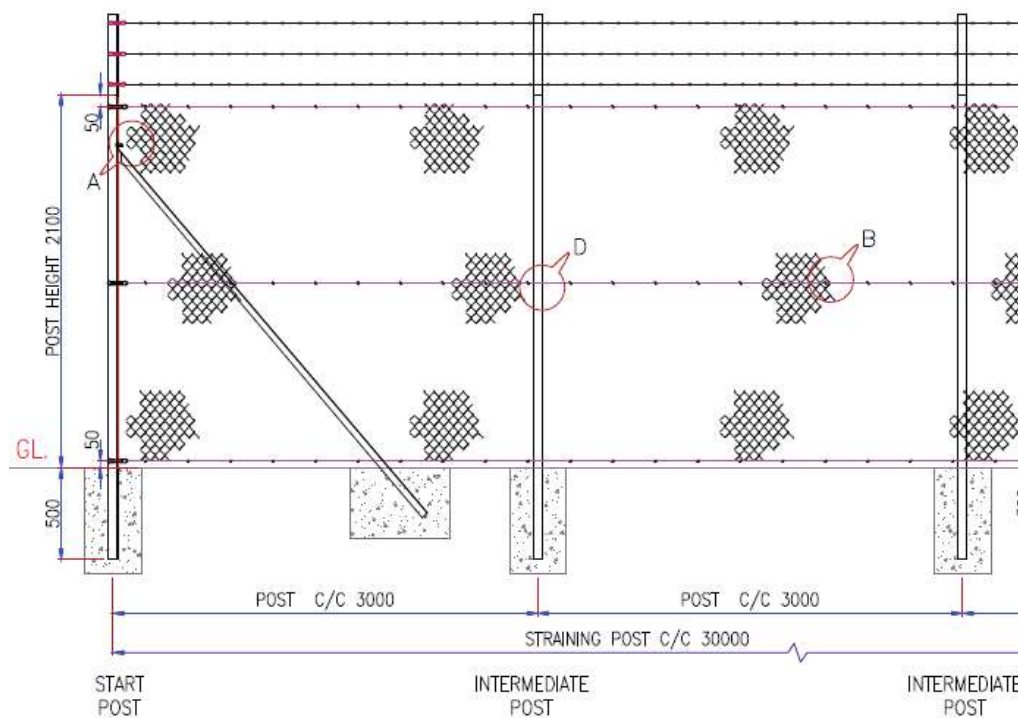 50
A
POST HEIGHT 2100
D
B
GL.
50
500
POST C/C 3000
POST C/C 3000
STRAINING POST C/C 30000
START
POST
INTERMEDIATE
POST
INTERMEDIATE
POST